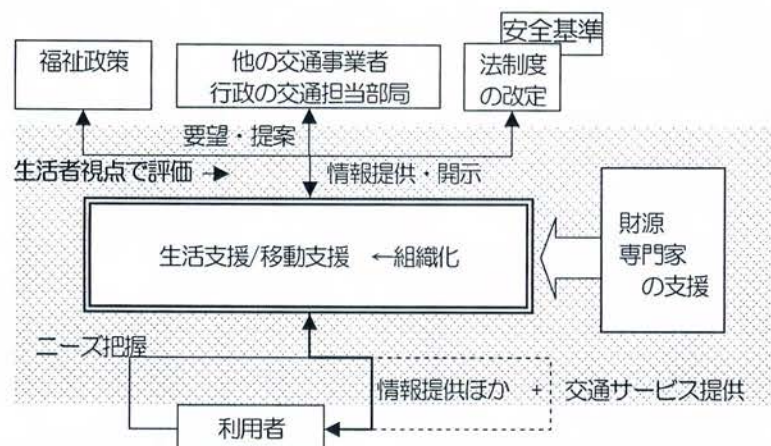 安全基準
福祉政策
他の交通事業者
行政の交通担当部局
法制度
の改定
要望・提案
生活者視点で評価
情報提供・開示
生活支援/移動支援 ←組織化
財源
専門家
の支援
ニーズ把握
情報提供ほか + 交通サービス提供
利用者